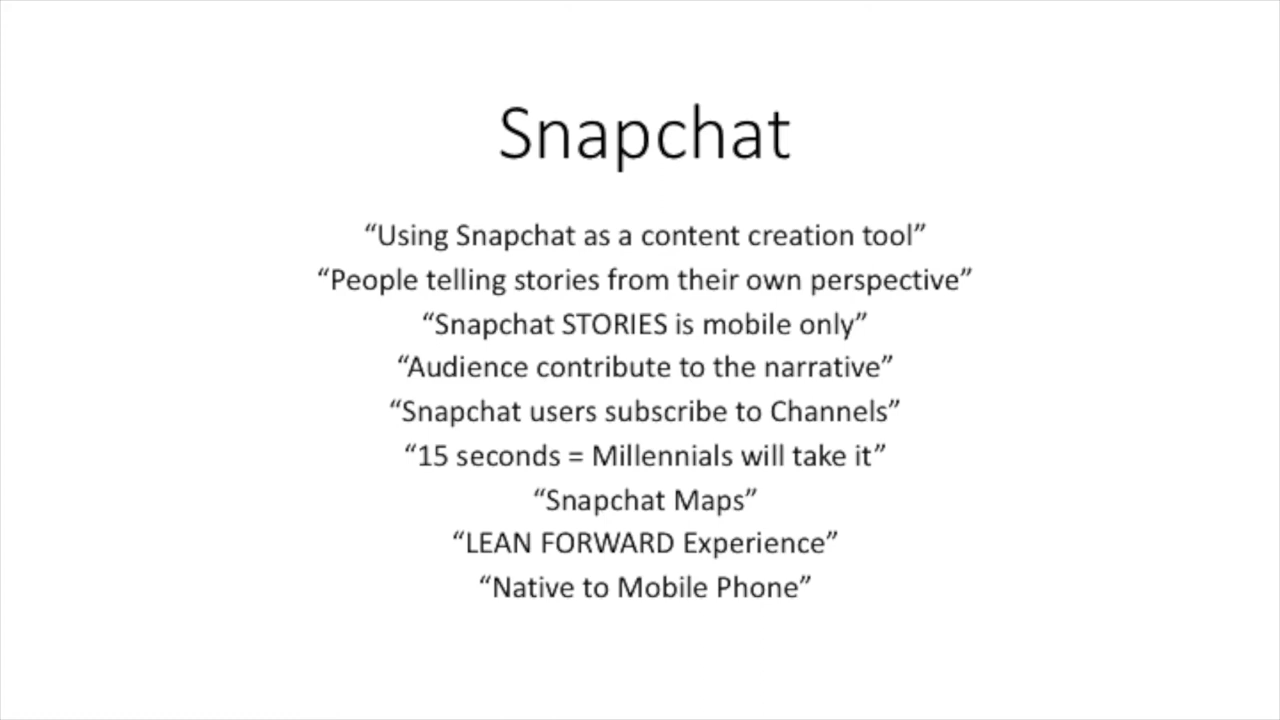 Snapchat
“Using Snapchat as a content creation tool”
“People telling stories from their own perspective”
“Snapchat STORIES is mobile only”
“Audience contribute to the narrative”
“Snapchat users subscribe to Channels”
“15 seconds = Millennials will take it”
“Snapchat Maps”
“LEAN FORWARD Experience”
“Native to Mobile Phone”